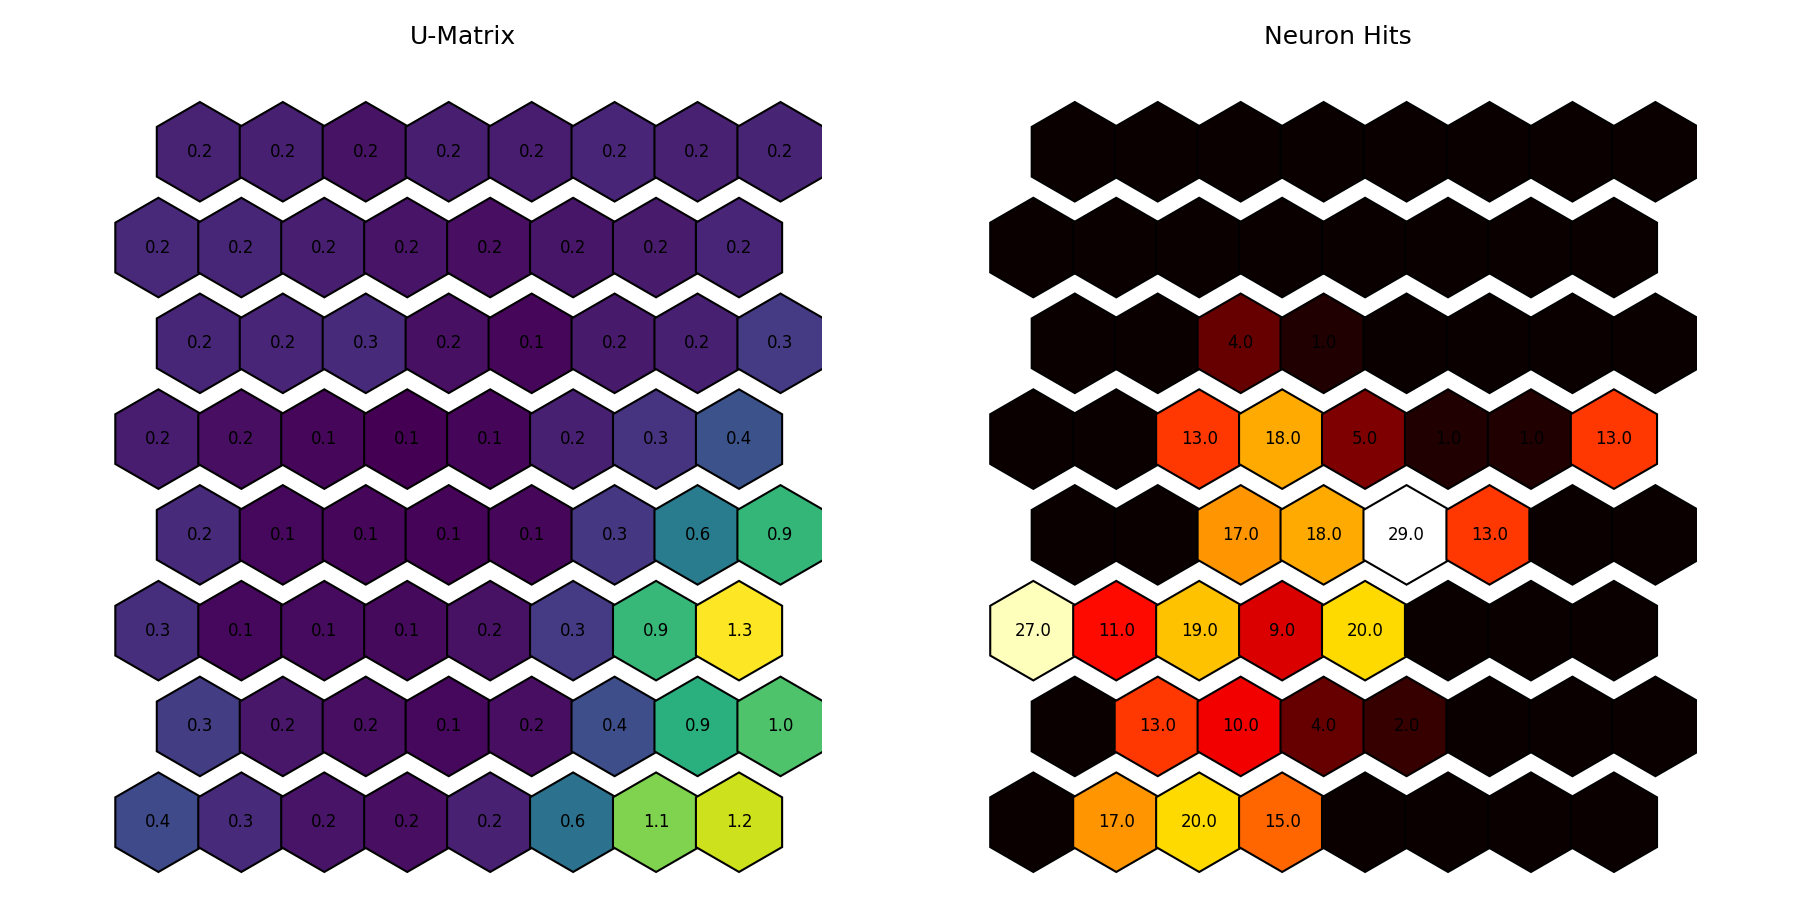 U-Matrix
0.2 0.2 0.2 0.2 0.2 0.2 0.2 0.2
0.2 0.2 0.2 0.2 0.2 0.2 0.2 0.2
0.2 0.2 0.3 0.2 0.1 0.2 0.2 0.3
0.2 0.2 0.1 0.1 0.1 0.2 0.3 0.4
0.2 0.1 0.1 0.1 0.1 0.3 0.6 0.9
0.3 0.1 0.1 0.1 0.2 0.3 0.9 1.3
0.3 0.2 0.2 0.1 0.2 0.4 0.9 1.0
0.4 0.3 0.2 0.2 0.2 0.6 1.1 1.2
Neuron Hits
4.0 1.0
13.0 18.0 5.0 1.0 1.0 13.0
17.0 18.0 29.0 13.0
27.0 11.0 19.0 9.0 20.0
13.0 10.0 4.0 2.0
17.0 20.0 15.0